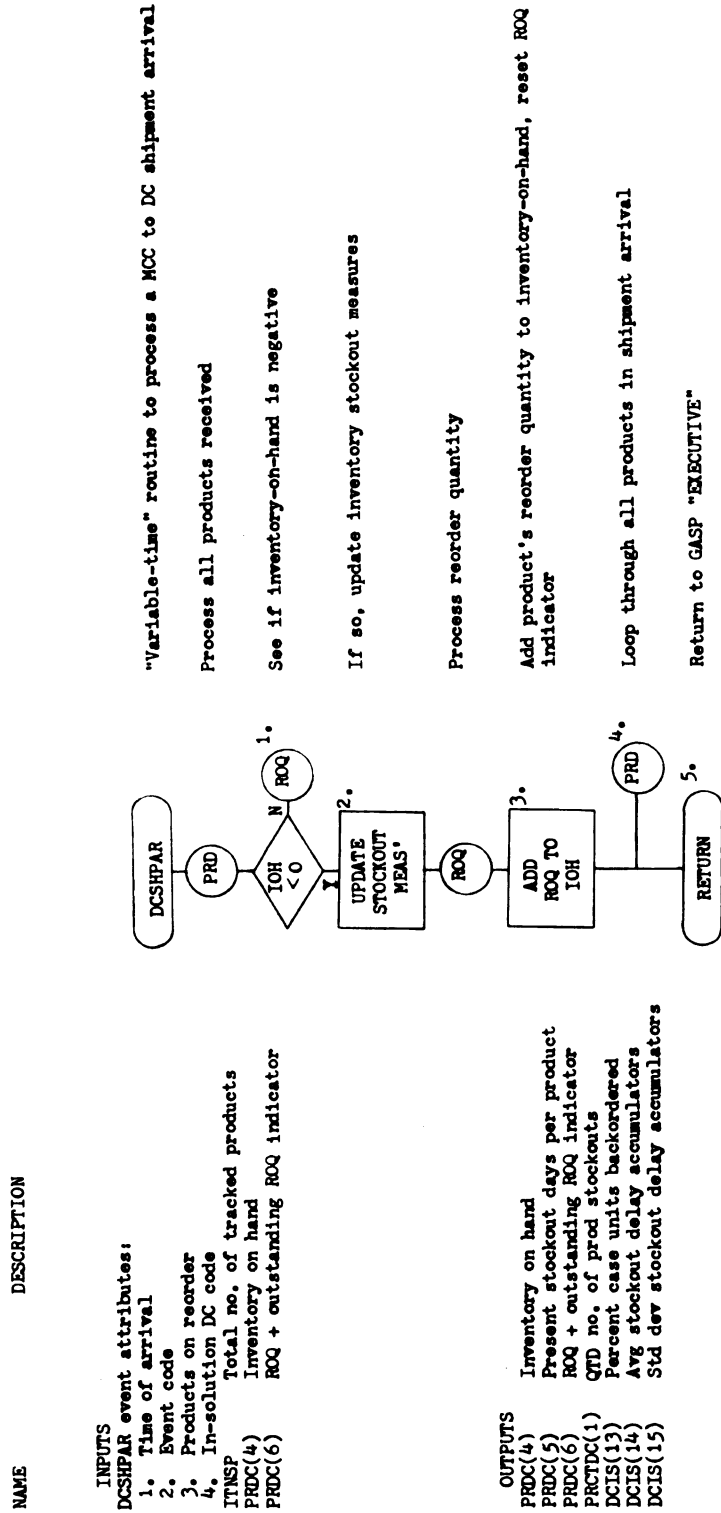 NAME DESCRIPTION
INPUTS
DCSHPAR event attributes:
1. Time of arrival
2. Event code
3. Products on reorder
4. In-solution DC code
ITNSP Total no. of tracked products
PRDC(4) Inventory on hand
PRDC(6) ROQ + outstanding ROQ indicator
OUTPUTS
PRDC(4) Inventory on hand
PRDC(5) Present stockout days per product
PRDC(6) ROQ + outstanding ROQ indicator
PRCTDC(1) QTD no. of prod stockouts
DCIS(13) Percent case units backordered
DCIS(14) Avg stockout delay accumulators
DCIS(15) Std dev stockout delay accumulators
DCSHPAR
PRD
IOH
< 0
N
ROQ
1.
Y
2.
UPDATE
STOCKOUT
MEAS'
ROQ
3.
ADD
ROQ TO
IOH
PRD
4.
5.
RETURN
"Variable-time" routine to process a MCC to DC shipment arrival
Process all products received
See if inventory-on-hand is negative
If so, update inventory stockout measures
Process reorder quantity
Add product's reorder quantity to inventory-on-hand, reset ROQ
indicator
Loop through all products in shipment arrival
Return to GASP "EXECUTIVE"